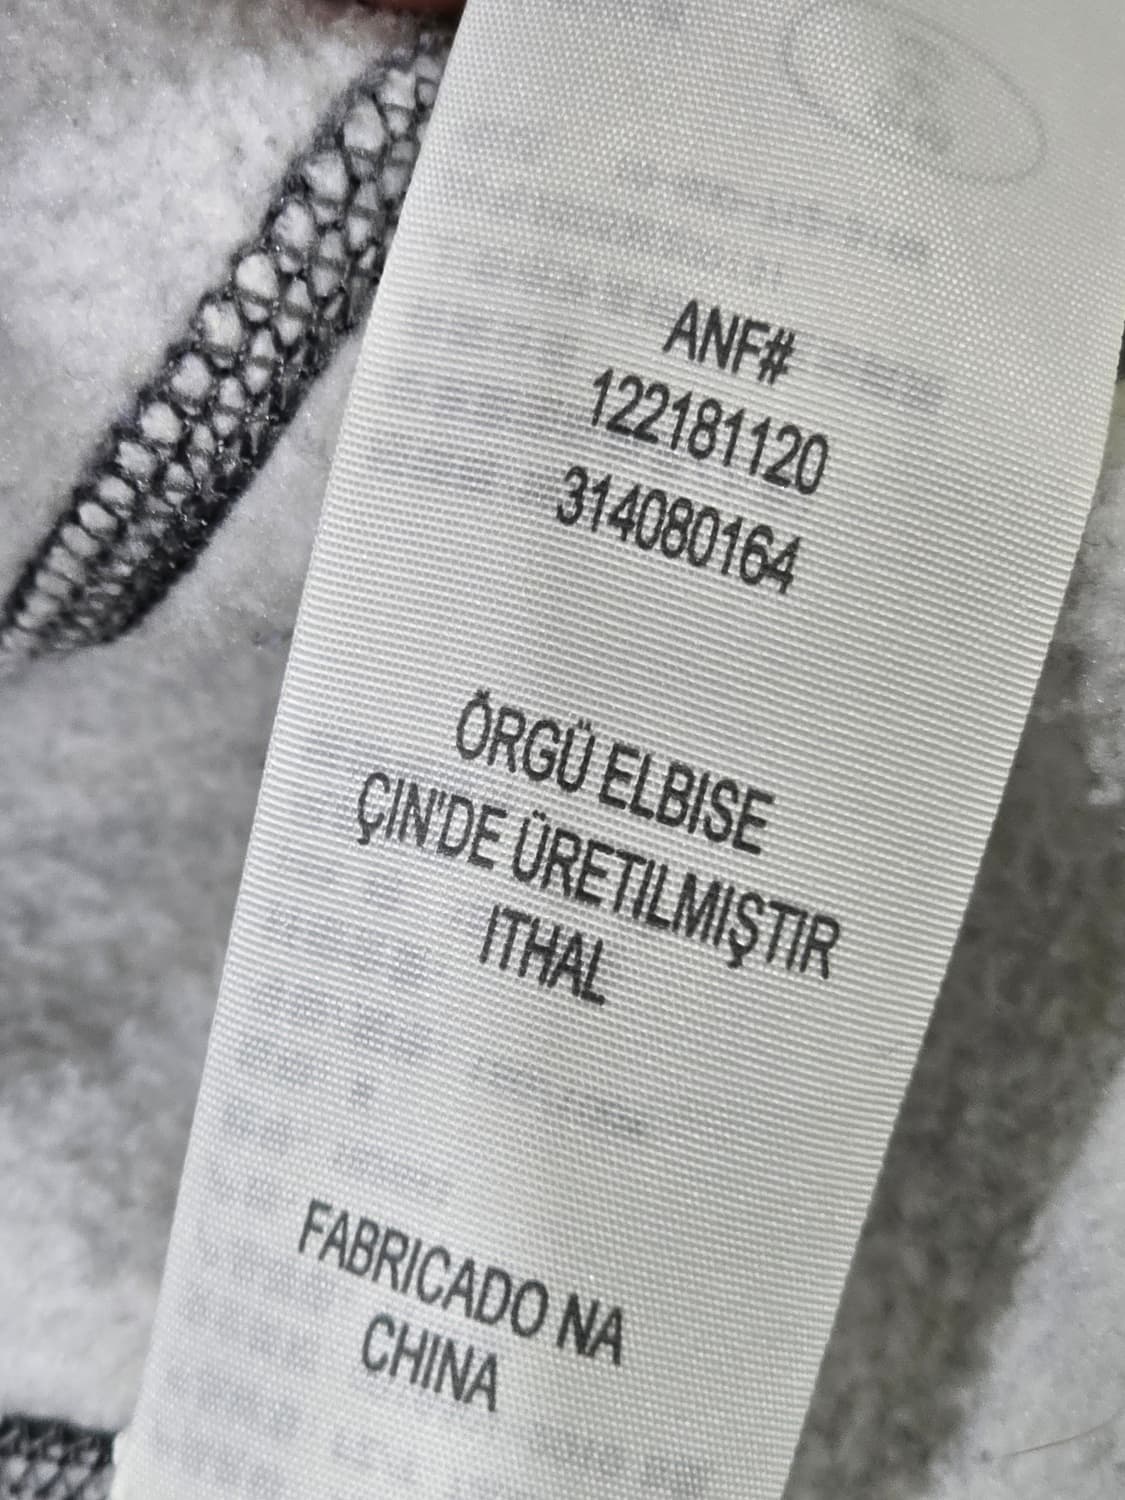 ANF#
122181120
314080164
ÖRGÜ ELBISE
ÇIN'DE ÜRETILMIŞTIR
ITHAL
FABRICADO NA
CHINA